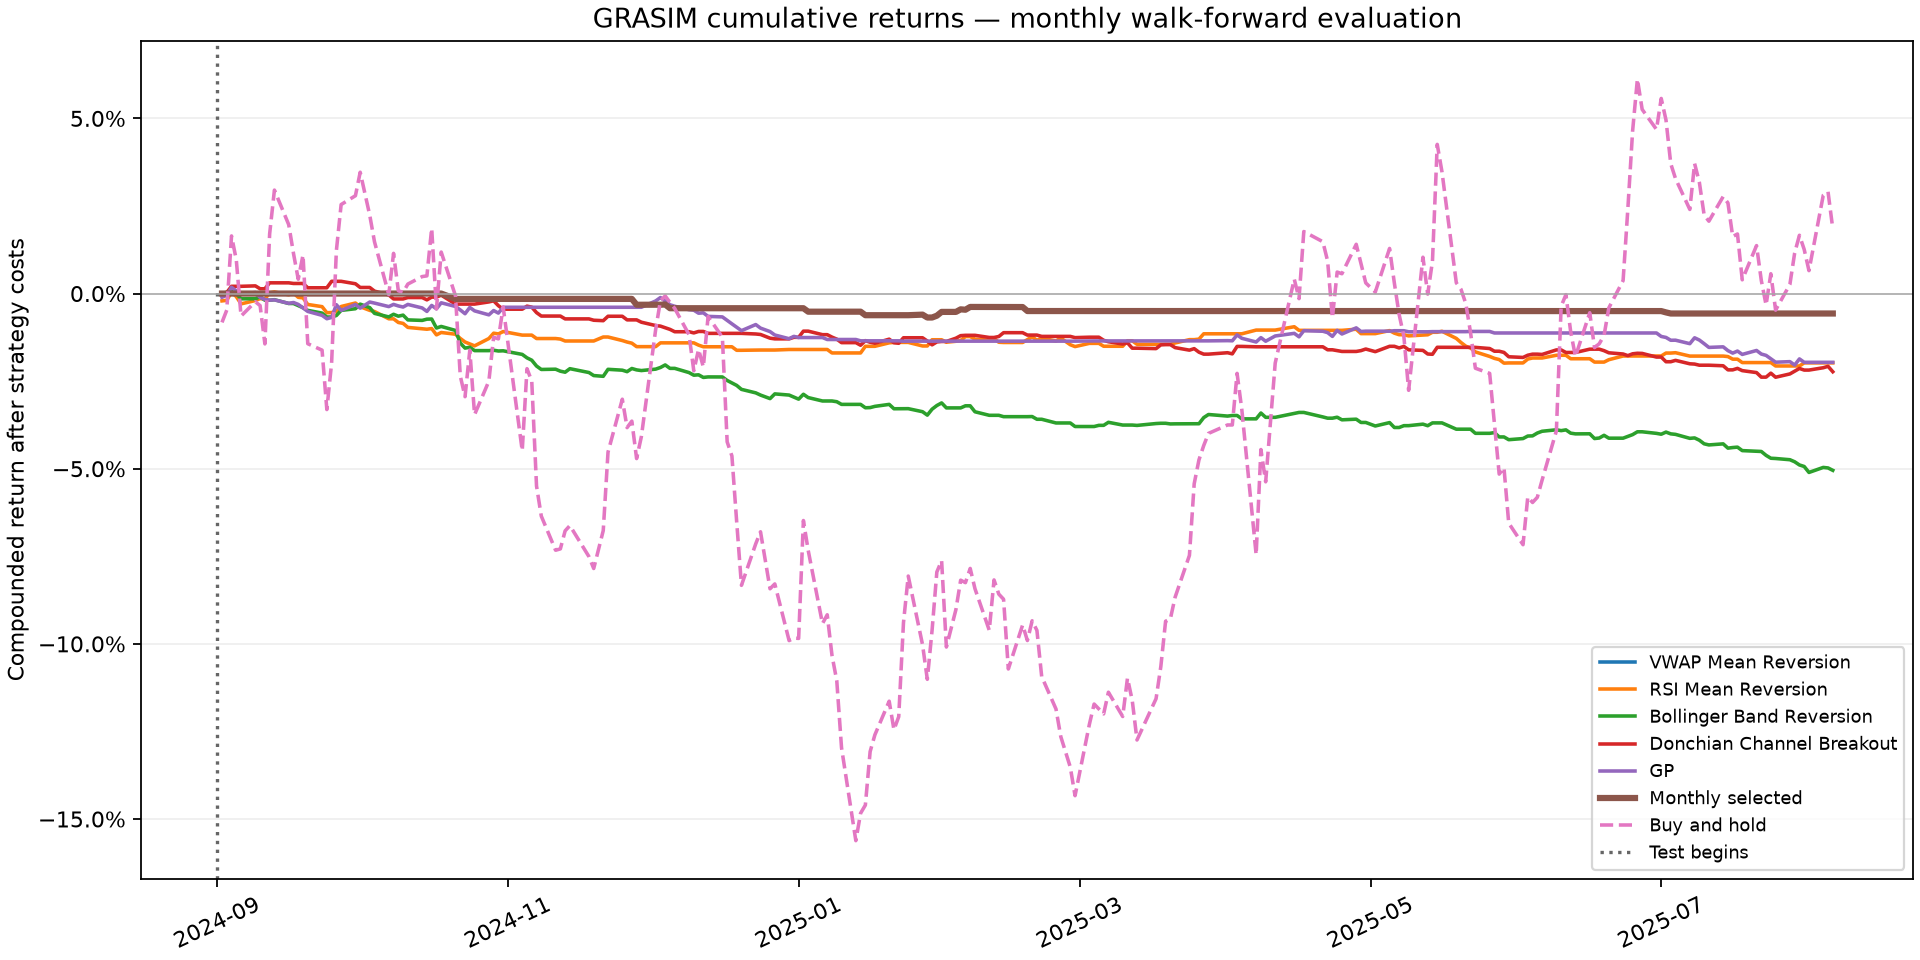 GRASIM cumulative returns — monthly walk-forward evaluation
Compounded return after strategy costs
5.0%
0.0%
−5.0%
−10.0%
−15.0%
2024-09
2024-11
2025-01
2025-03
2025-05
2025-07
VWAP Mean Reversion
RSI Mean Reversion
Bollinger Band Reversion
Donchian Channel Breakout
GP
Monthly selected
Buy and hold
Test begins